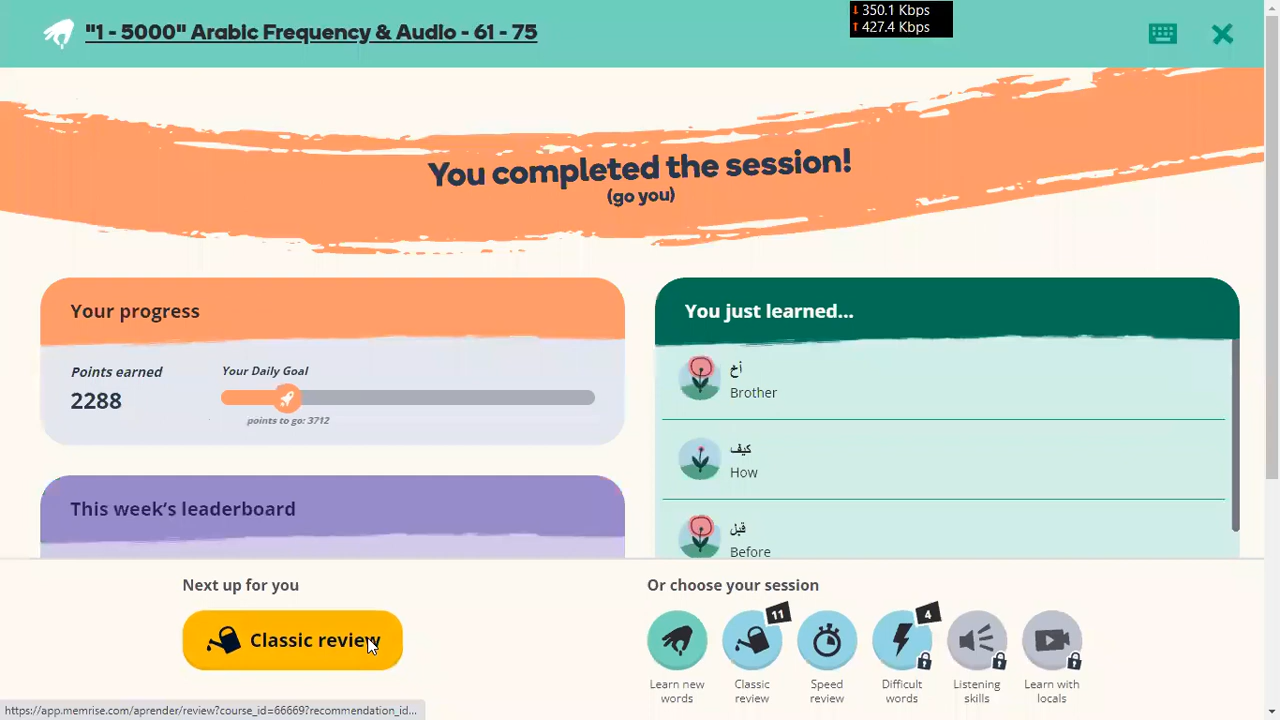 "1 - 5000" Arabic Frequency & Audio - 61 - 75
350.1 Kbps
427.4 Kbps
You completed the session!
(go you)
Your progress
Points earned
2288
Your Daily Goal
points to go: 3712
You just learned...
أخ
Brother
كيف
How
قبل
Before
This week's leaderboard
Next up for you
Classic review
Or choose your session
11
4
Learn new words
Classic review
Speed review
Difficult words
Listening skills
Learn with locals
https://app.memrise.com/aprender/review?course_id=66669?recommendation_id...